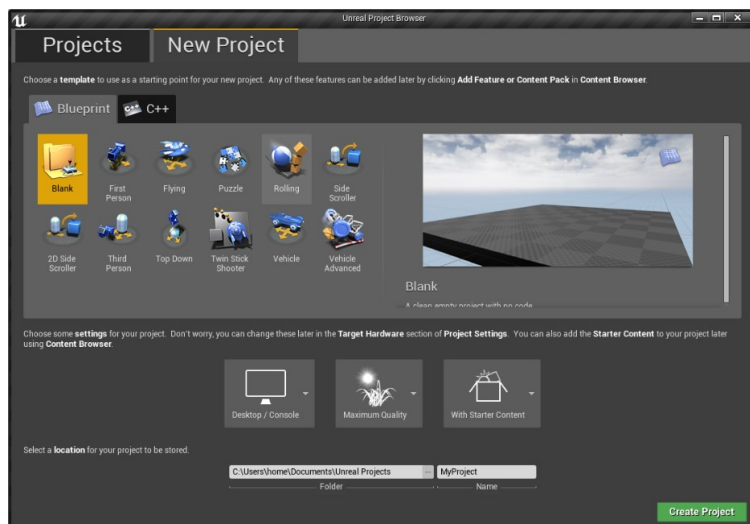 Unreal Project Browser
Projects
New Project
Choose a template to use as a starting point for your new project. Any of these features can be added later by clicking Add Feature or Content Pack in Content Browser.
Blueprint
C++
Blank
First
Person
Flying
Puzzle
Rolling
Side
Scroller
2D Side
Scroller
Third
Person
Top Down
Twin Stick
Shooter
Vehicle
Vehicle
Advanced
Blank
A clean empty project with no code.
Choose some settings for your project. Don't worry, you can change these later in the Target Hardware section of Project Settings. You can also add the Starter Content to your project later
using Content Browser.
Desktop / Console
Maximum Quality
With Starter Content
Select a location for your project to be stored.
C:\Users\home\Documents\Unreal Projects
...
MyProject
Folder
Name
Create Project